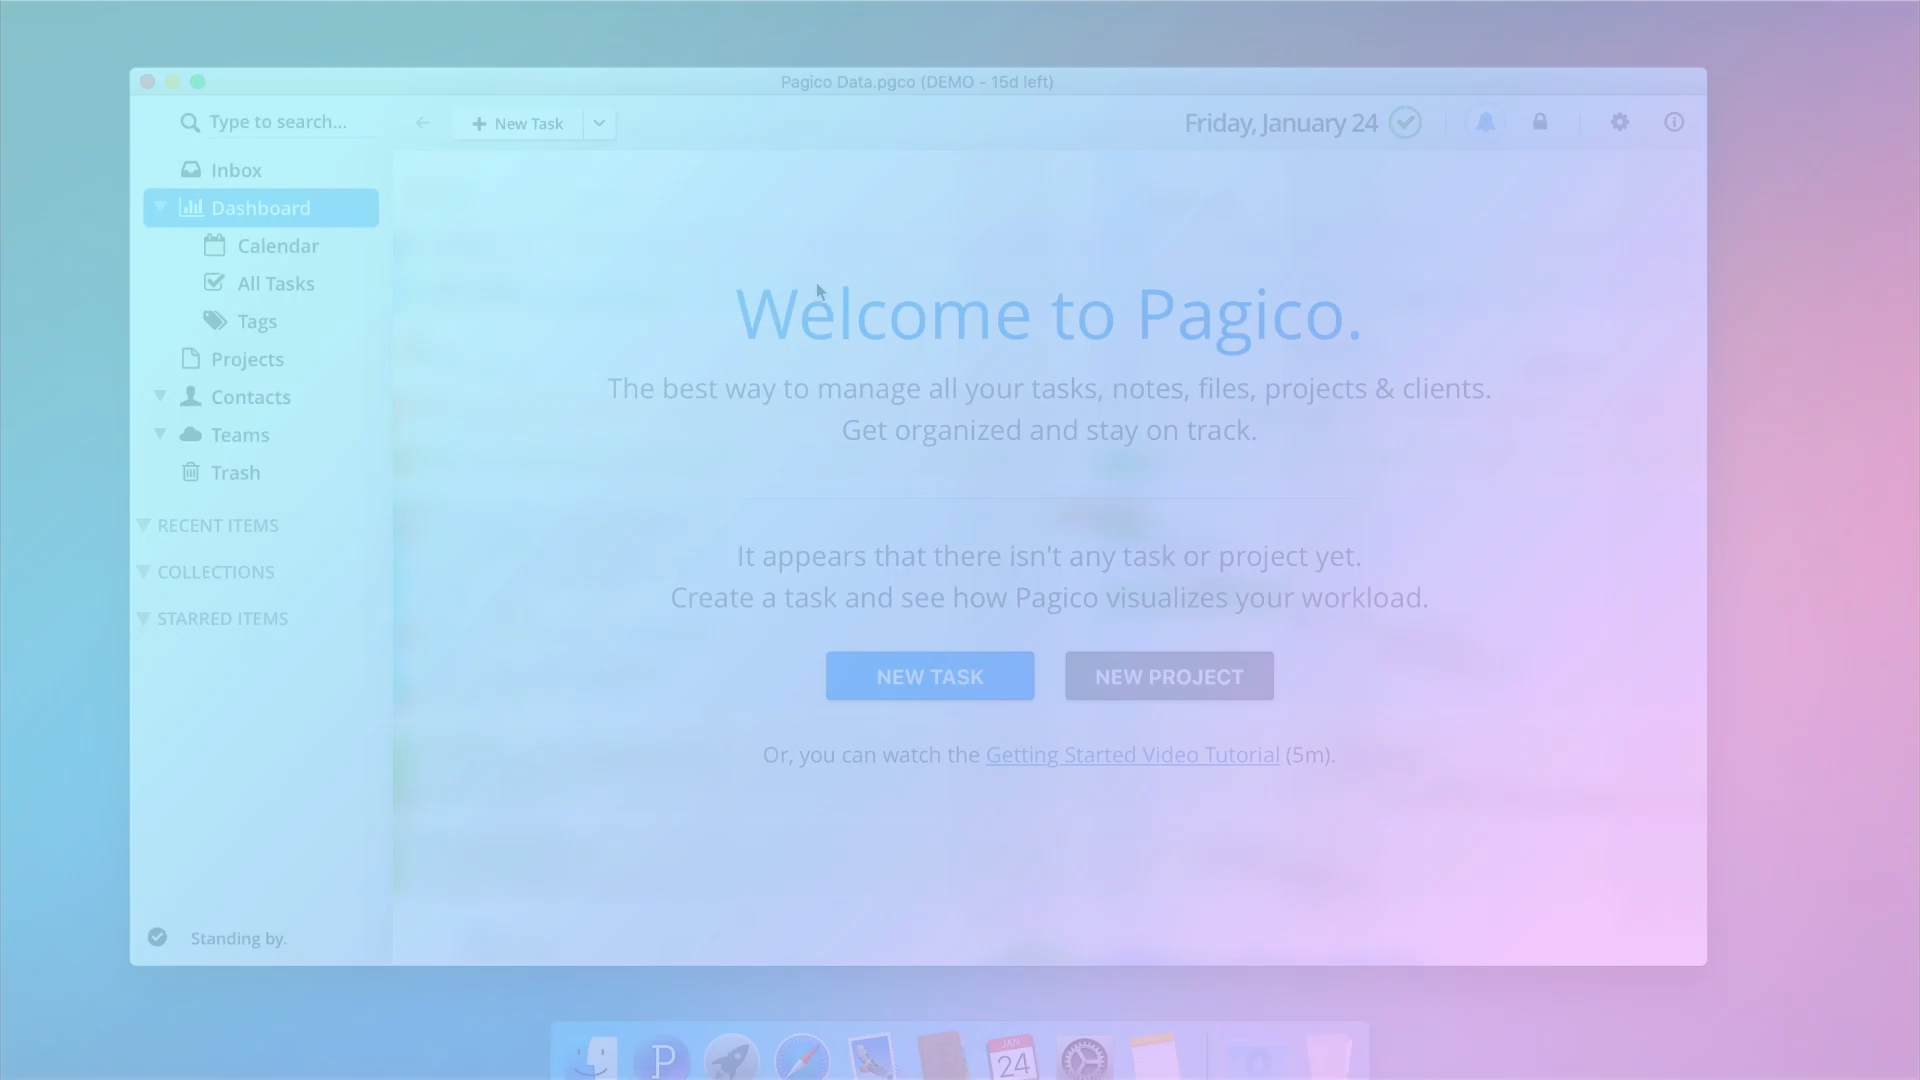 Pagico Data.pgco (DEMO - 15d left)
Type to search...
New Task
Friday, January 24
Inbox
Dashboard
Calendar
All Tasks
Tags
Projects
Contacts
Teams
Trash
RECENT ITEMS
COLLECTIONS
STARRED ITEMS
Standing by.
Welcome to Pagico.
The best way to manage all your tasks, notes, files, projects & clients.
Get organized and stay on track.
It appears that there isn't any task or project yet.
Create a task and see how Pagico visualizes your workload.
NEW TASK
NEW PROJECT
Or, you can watch the Getting Started Video Tutorial (5m).
P
JAN
24